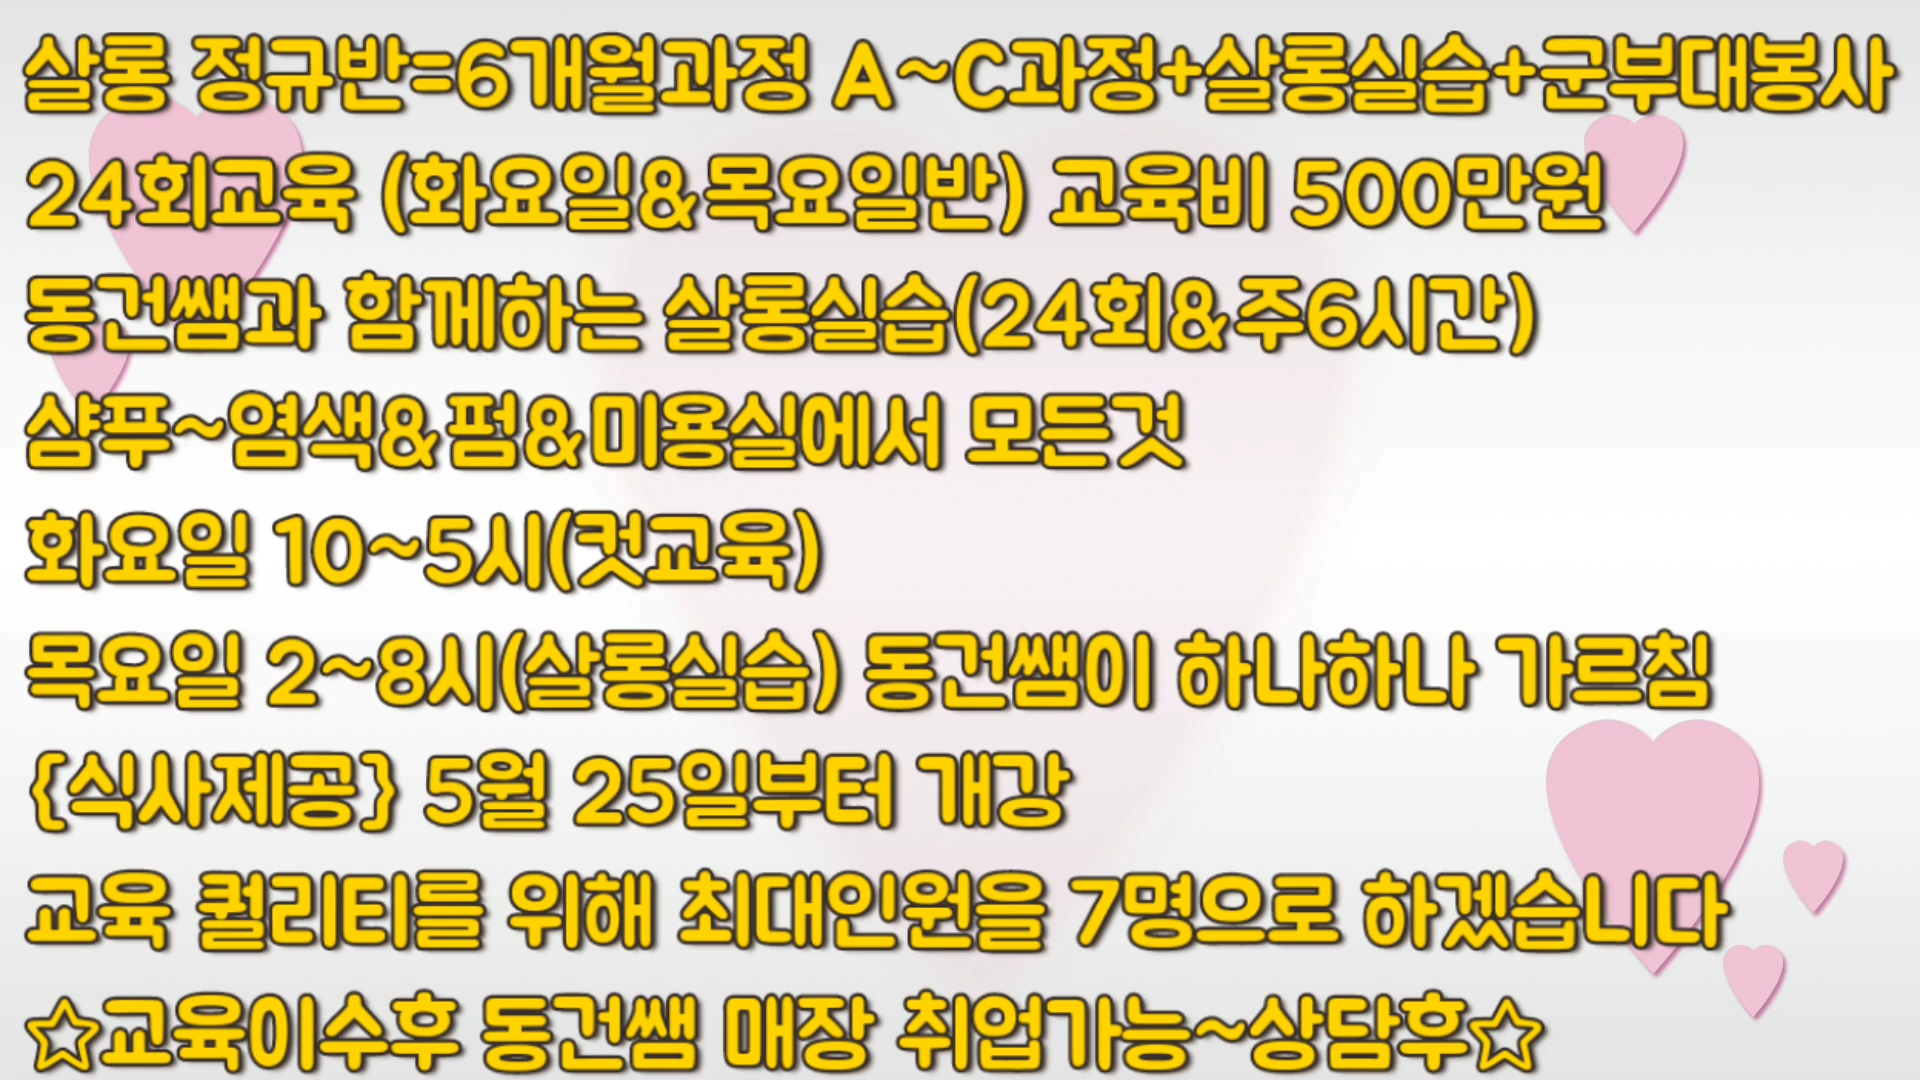 살롱 정규반=6개월과정 A~C과정+살롱실습+군부대봉사
24회교육 (화요일&목요일반) 교육비 500만원
동건쌤과 함께하는 살롱실습(24회&주6시간)
샴푸~염색&펌&미용실에서 모든것
화요일 10~5시(컷교육)
목요일 2~8시(살롱실습) 동건쌤이 하나하나 가르침
{식사제공} 5월 25일부터 개강
교육 퀄리티를 위해 최대인원을 7명으로 하겠습니다
☆교육이수후 동건쌤 매장 취업가능~상담후☆